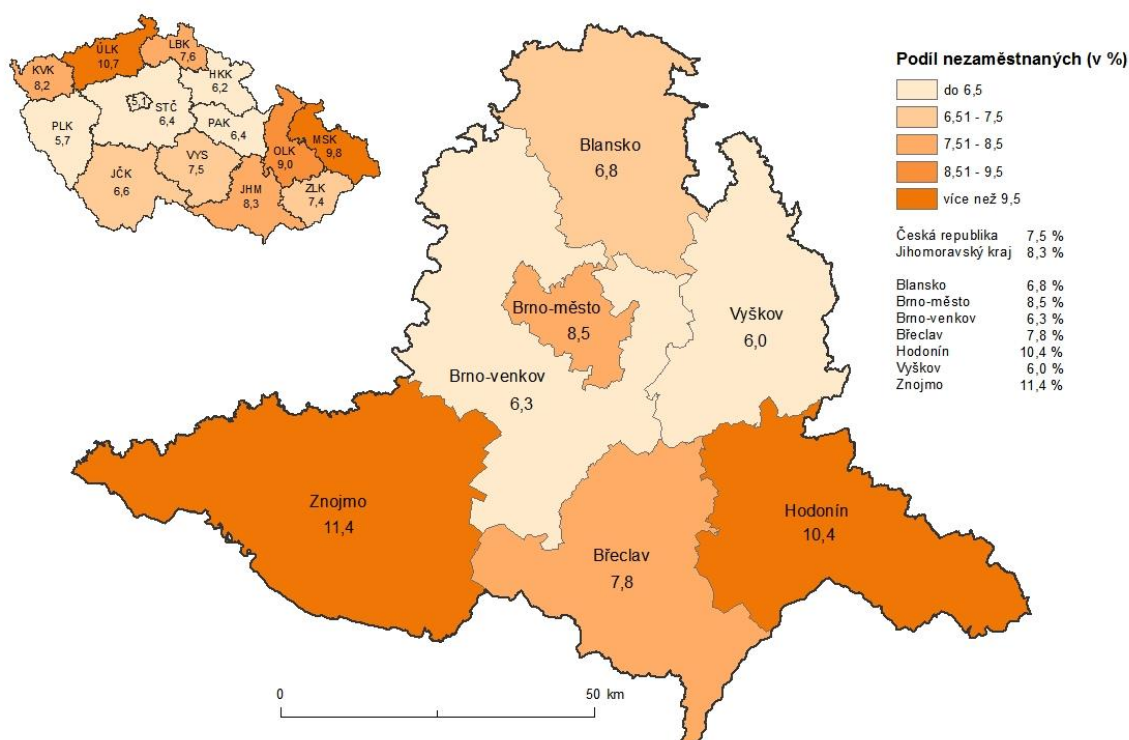 ÚLK
10,7
LBK
7,6
KVK
8,2
HKK
6,2
5,1
STČ
6,4
PAK
6,4
PLK
5,7
MSK
9,8
OLK
9,0
VYS
7,5
JČK
6,6
JHM
8,3
ZLK
7,4
Podíl nezaměstnaných (v %)
do 6,5
6,51 - 7,5
7,51 - 8,5
8,51 - 9,5
více než 9,5
Česká republika 7,5 %
Jihomoravský kraj 8,3 %
Blansko 6,8 %
Brno-město 8,5 %
Brno-venkov 6,3 %
Břeclav 7,8 %
Hodonín 10,4 %
Vyškov 6,0 %
Znojmo 11,4 %
Blansko
6,8
Brno-město
8,5
Vyškov
6,0
Brno-venkov
6,3
Znojmo
11,4
Hodonín
10,4
Břeclav
7,8
0 50 km